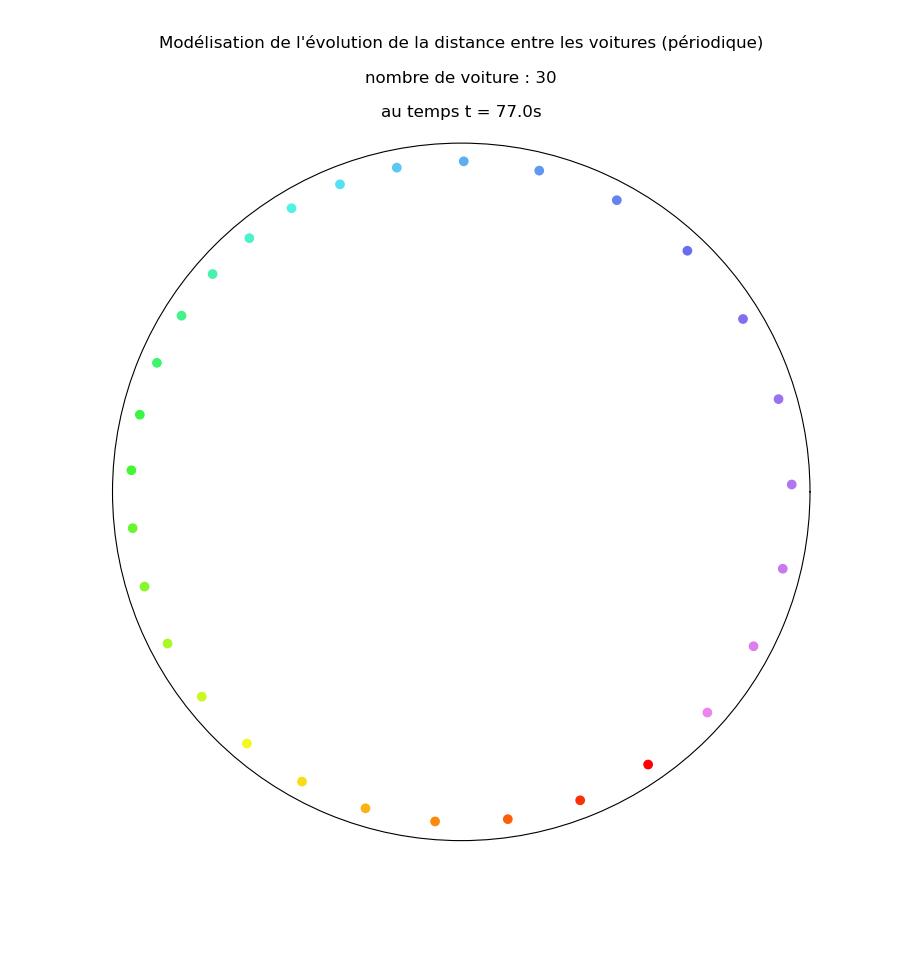 Modélisation de l'évolution de la distance entre les voitures (périodique)
nombre de voiture : 30
au temps t = 77.0s